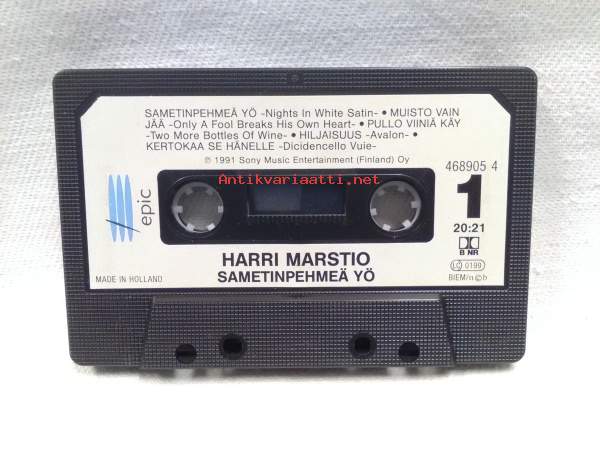 SAMETINPEHMEÄ YÖ -Nights In White Satin- • MUISTO VAIN
JÄÄ -Only A Fool Breaks His Own Heart- • PULLO VIINIÄ KÄY
-Two More Bottles Of Wine- • HILJAISUUS -Avalon- •
KERTOKAA SE HÄNELLE -Dicidencello Vuie-
℗ 1991 Sony Music Entertainment (Finland) Oy
468905 4
Antikvariaatti.net
epic
1
20:21
B NR
HARRI MARSTIO
LC 0199
MADE IN HOLLAND
SAMETINPEHMEÄ YÖ
BIEM/n©b